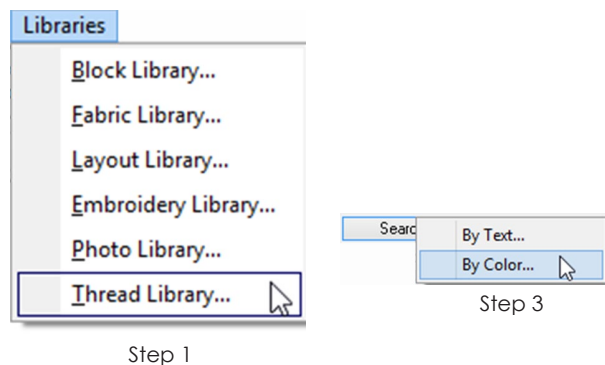 Libraries
Block Library...
Fabric Library...
Layout Library...
Embroidery Library...
Photo Library...
Thread Library...
Step 1
Searc
By Text...
By Color...
Step 3